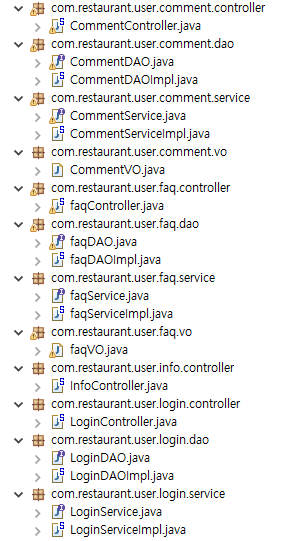 com.restaurant.user.comment.controller
CommentController.java
com.restaurant.user.comment.dao
CommentDAO.java
CommentDAOImpl.java
com.restaurant.user.comment.service
CommentService.java
CommentServiceImpl.java
com.restaurant.user.comment.vo
CommentVO.java
com.restaurant.user.faq.controller
faqController.java
com.restaurant.user.faq.dao
faqDAO.java
faqDAOImpl.java
com.restaurant.user.faq.service
faqService.java
faqServiceImpl.java
com.restaurant.user.faq.vo
faqVO.java
com.restaurant.user.info.controller
InfoController.java
com.restaurant.user.login.controller
LoginController.java
com.restaurant.user.login.dao
LoginDAO.java
LoginDAOImpl.java
com.restaurant.user.login.service
LoginService.java
LoginServiceImpl.java